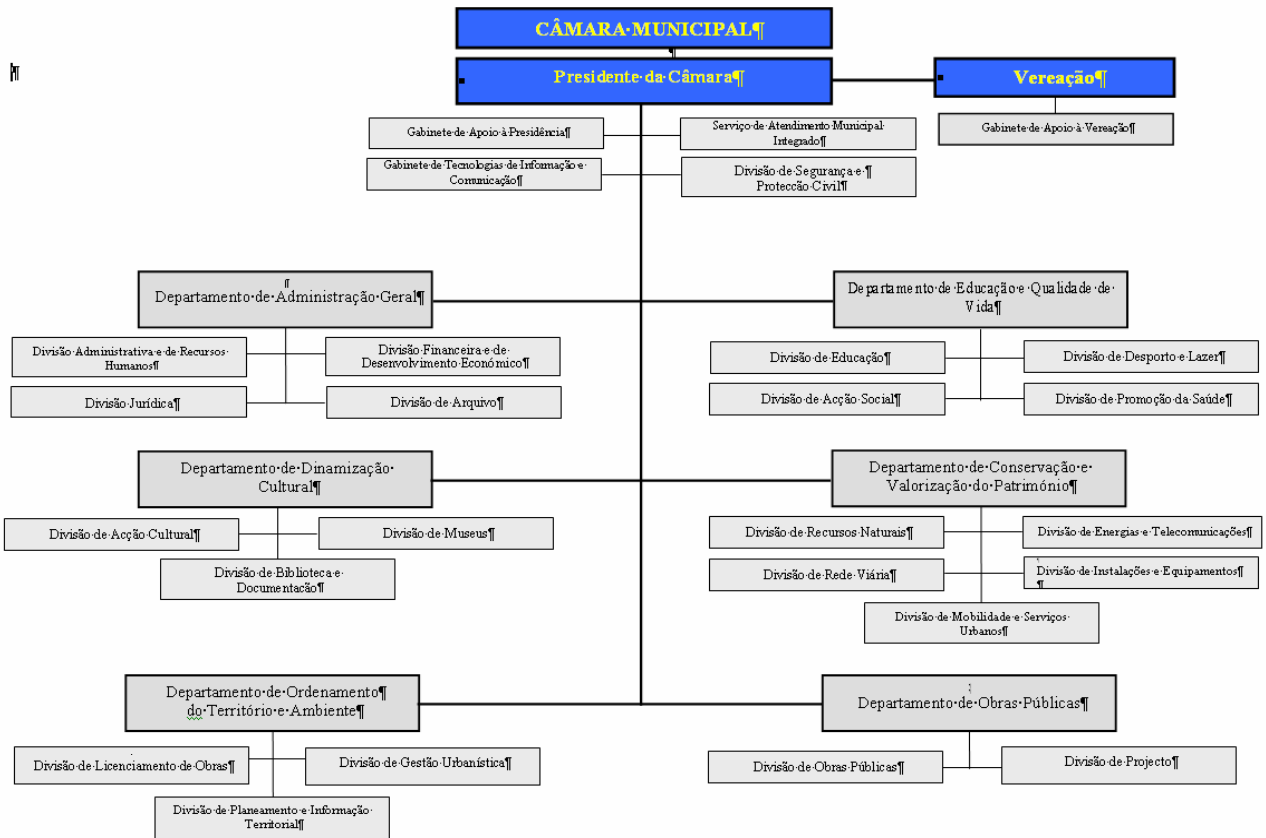 CÂMARA·MUNICIPAL¶
¶
¶
Presidente·da·Câmara¶
Vereação¶
Gabinete·de·Apoio·à·Presidência¶
Serviço·de·Atendimento·Municipal·
Integrado¶
Gabinete·de·Apoio·à·Vereação¶
Gabinete·de·Tecnologias·de·Informação·e·
Comunicação¶
Divisão·de·Segurança·e·¶
Protecção·Civil¶
¶
Departamento·de·Administração·Geral¶
Departamento·de·Educação·e·Qualidade·de·
Vida¶
Divisão·Administrativa·e·de·Recursos·
Humanos¶
Divisão·Financeira·e·de·
Desenvolvimento·Económico¶
Divisão·de·Educação¶
Divisão·de·Desporto·e·Lazer¶
Divisão·Jurídica¶
Divisão·de·Arquivo¶
Divisão·de·Acção·Social¶
Divisão·de·Promoção·da·Saúde¶
Departamento·de·Dinamização·
Cultural¶
Departamento·de·Conservação·e·
Valorização·do·Património¶
Divisão·de·Acção·Cultural¶
Divisão·de·Museus¶
Divisão·de·Biblioteca·e·
Documentacão¶
Divisão·de·Recursos·Naturais¶
Divisão·de·Energias·e·Telecomunicações¶
Divisão·de·Rede·Viária¶
Divisão·de·Instalações·e·Equipamentos¶
¶
Divisão·de·Mobilidade·e·Serviços·
Urbanos¶
Departamento·de·Ordenamento¶
do·Território·e·Ambiente¶
Departamento·de·Obras·Públicas¶
Divisão·de·Licenciamento·de·Obras¶
Divisão·de·Gestão·Urbanística¶
Divisão·de·Planeamento·e·Informação·
Territorial¶
Divisão·de·Obras·Públicas¶
Divisão·de·Projecto¶